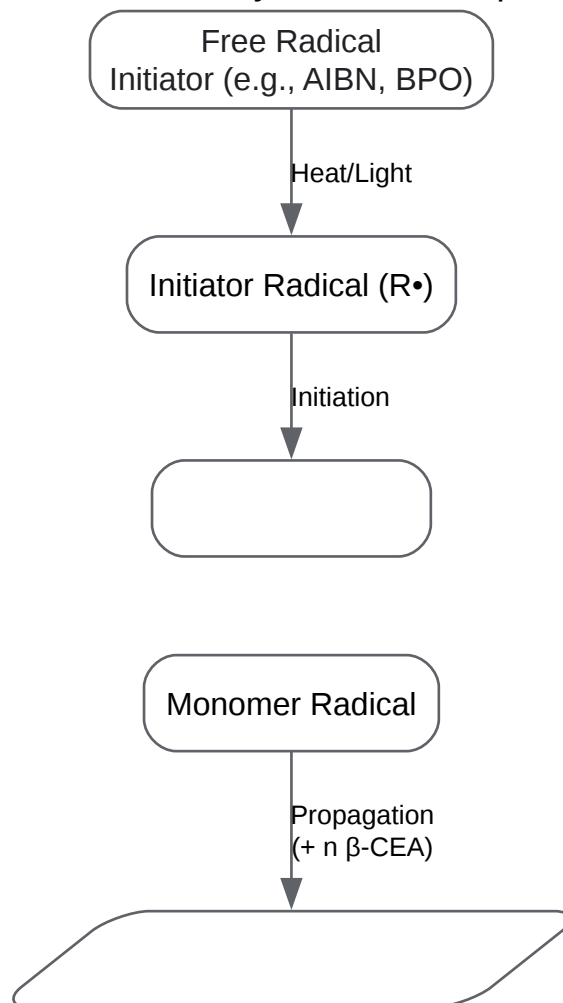 Free Radical
Initiator (e.g., AIBN, BPO)
Heat/Light
Initiator Radical (R•)
Initiation
Monomer Radical
Propagation
(+ n β-CEA)